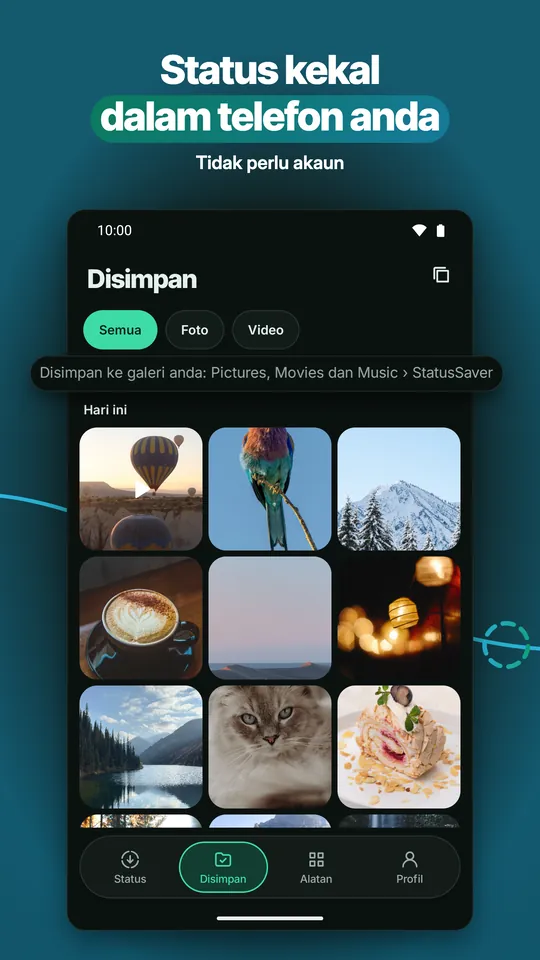 Status kekal
dalam telefon anda
Tidak perlu akaun
10:00
Disimpan
Semua
Foto
Video
Disimpan ke galeri anda: Pictures, Movies dan Music › StatusSaver
Hari ini
Status
Disimpan
Alatan
Profil